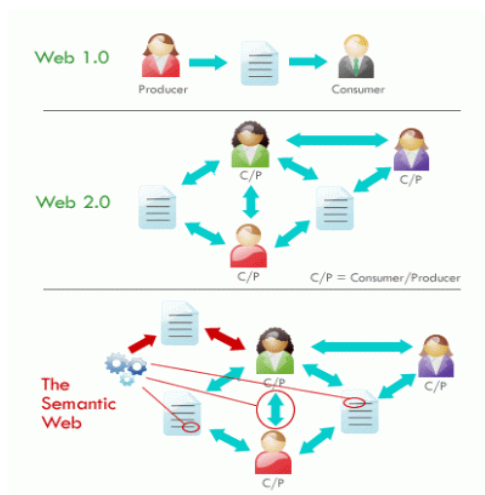 Web 1.0
Producer
Consumer
C/P
C/P
Web 2.0
C/P
C/P = Consumer/Producer
C/P
C/P
The
Semantic
Web
C/P